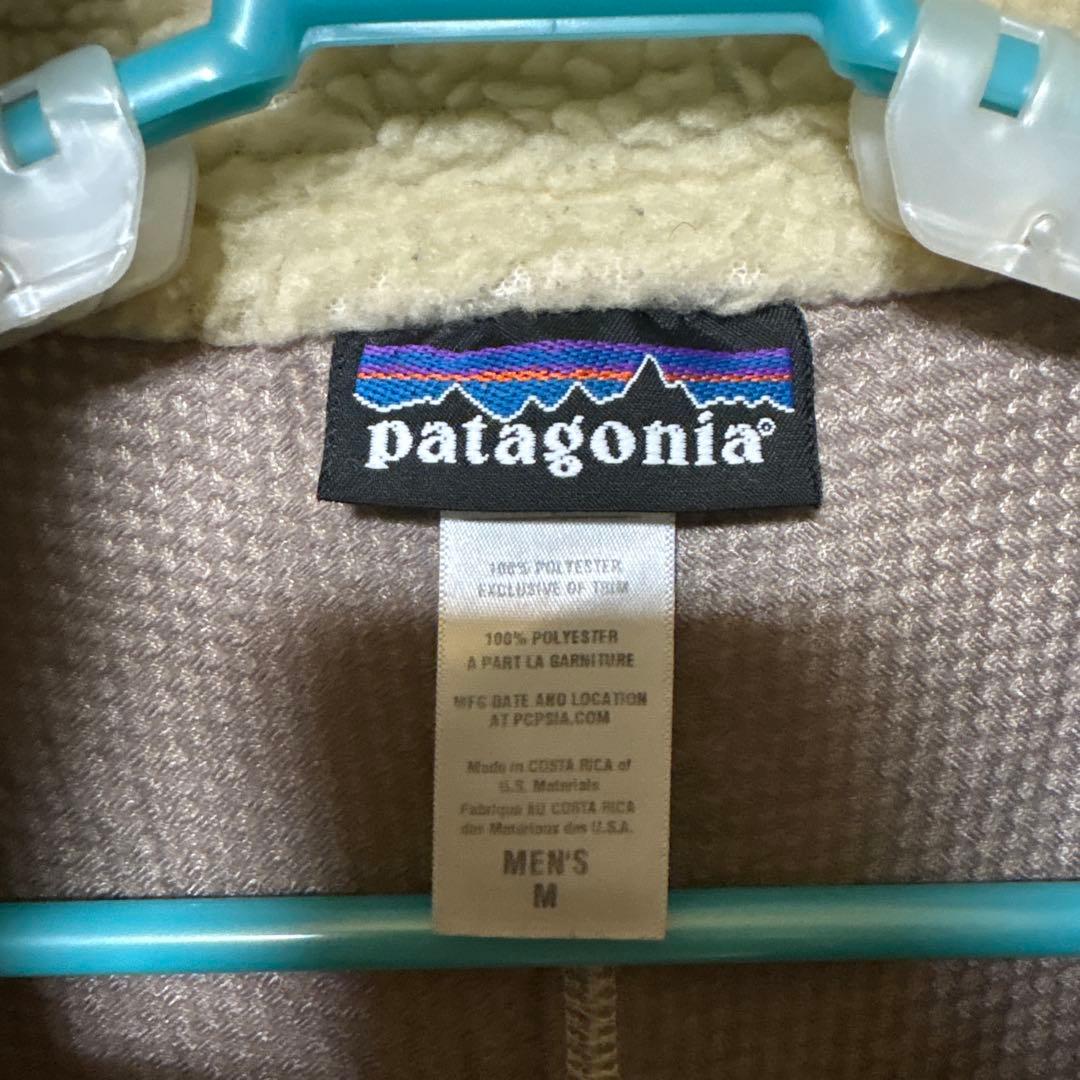 patagonia®
100% POLYESTER
EXCLUSIVE OF TRIM
100% POLYESTER
A PART LA GARNITURE
MFG DATE AND LOCATION
AT PCPSIA.COM
Made in COSTA RICA of
U.S. Materials
Fabrique AU COSTA RICA
des Matériaux des U.S.A.
MEN'S
M